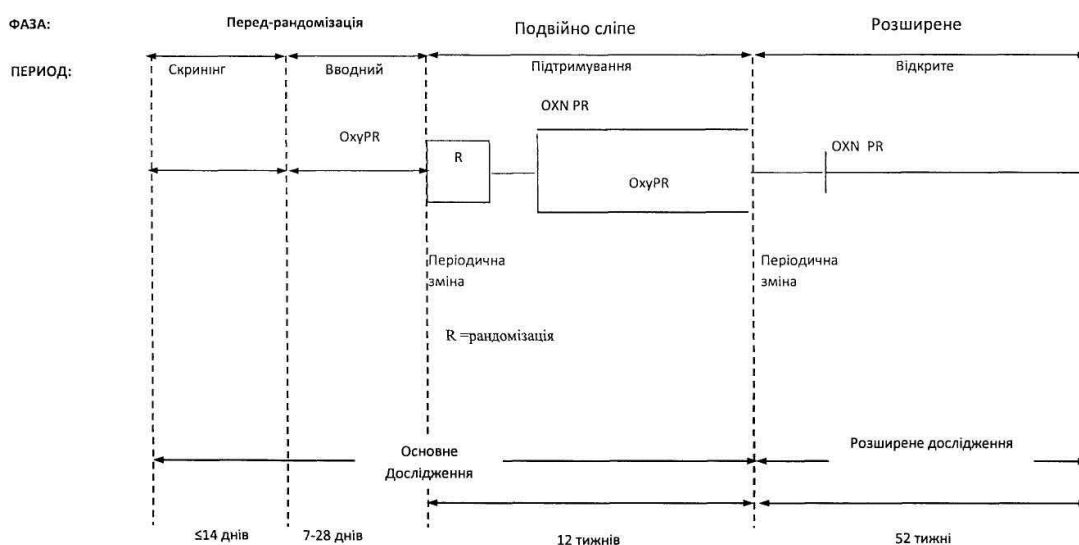 ФАЗА:
Перед-рандомізація
Подвійно сліпе
Розширене
ПЕРИОД:
Скринінг
Вводний
Підтримування
Відкрите
OXN PR
OxyPR
R
OxyPR
OXN PR
Періодична
зміна
Періодична
зміна
R =рандомізація
Основне
Дослідження
Розширене дослідження
≤14 днів
7-28 днів
12 тижнів
52 тижні